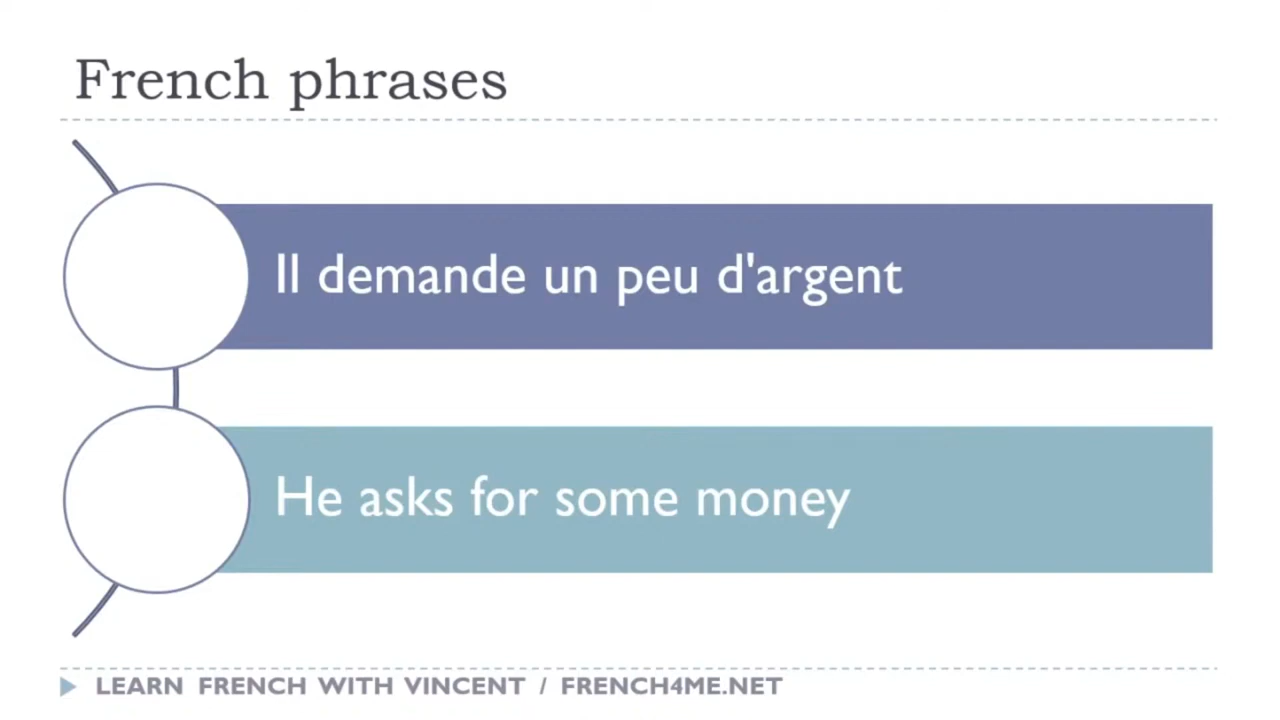 French phrases
Il demande un peu d'argent
He asks for some money
LEARN FRENCH WITH VINCENT / FRENCH4ME.NET